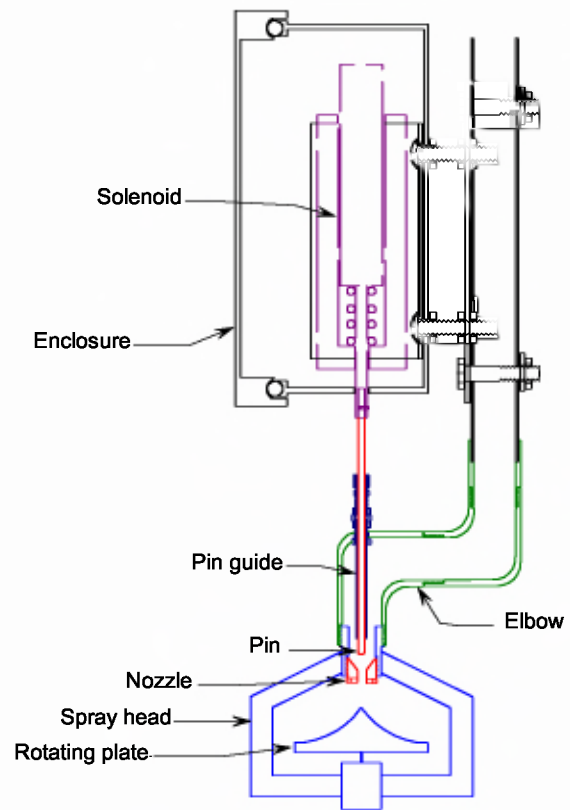 Solenoid
Enclosure
Pin guide
Elbow
Pin
Nozzle
Spray head
Rotating plate